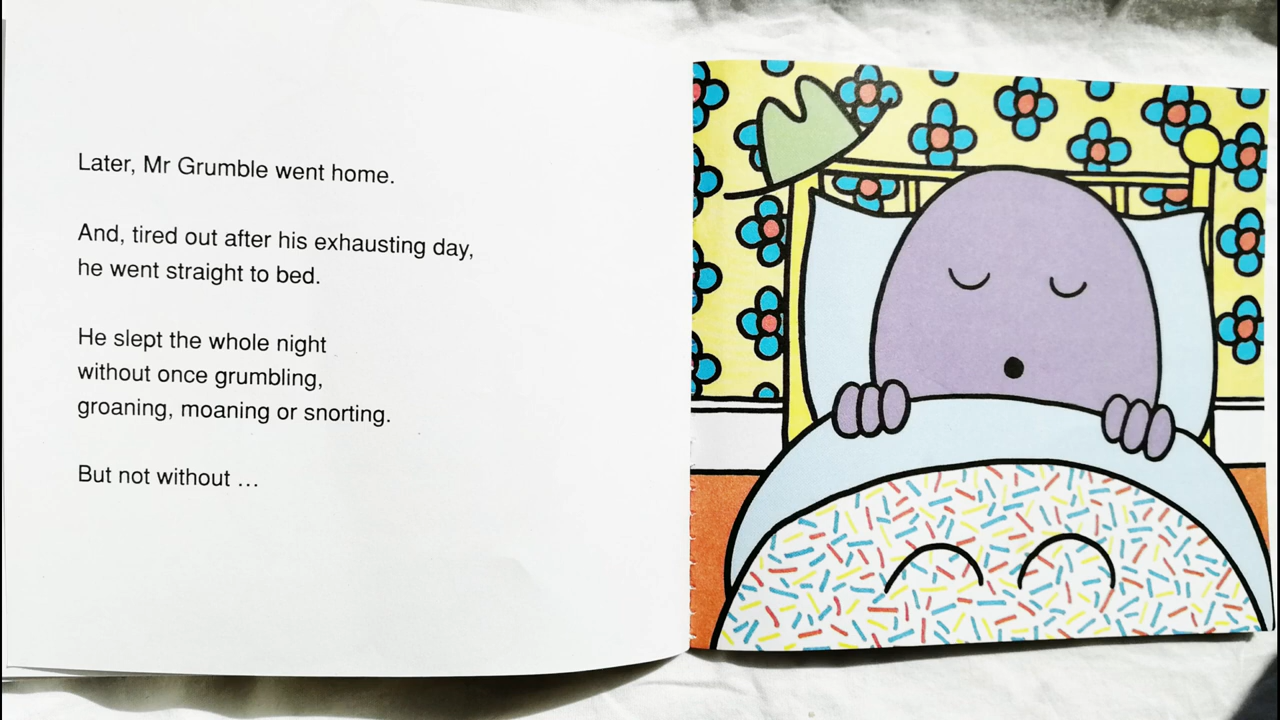 Later, Mr Grumble went home.
And, tired out after his exhausting day,
he went straight to bed.
He slept the whole night
without once grumbling,
groaning, moaning or snorting.
But not without …